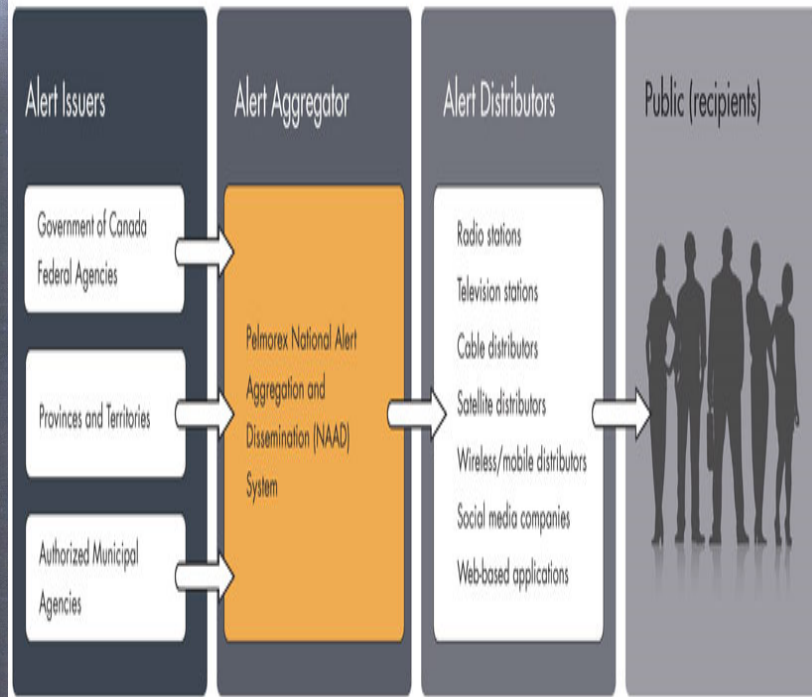 Alert Issuers
Government of Canada
Federal Agencies
Provinces and Territories
Authorized Municipal
Agencies
Alert Aggregator
Pelmorex National Alert
Aggregation and
Dissemination (NAAD)
System
Alert Distributors
Radio stations
Television stations
Cable distributors
Satellite distributors
Wireless/mobile distributors
Social media companies
Web-based applications
Public (recipients)